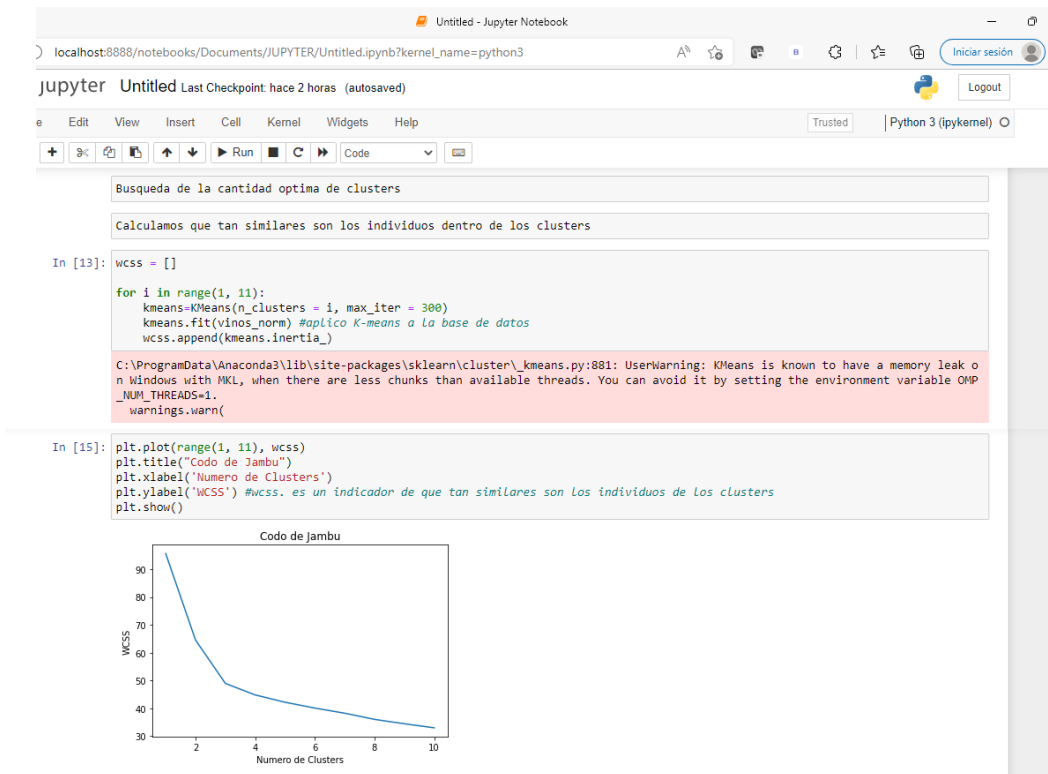 Untitled - Jupyter Notebook
localhost:8888/notebooks/Documents/JUPYTER/Untitled.ipynb?kernel_name=python3
Iniciar sesión
jupyter Untitled Last Checkpoint: hace 2 horas (autosaved)
Logout
e Edit View Insert Cell Kernel Widgets Help
Trusted
Python 3 (ipykernel)
Run
Code
Busqueda de la cantidad optima de clusters
Calculamos que tan similares son los individuos dentro de los clusters
In [13]: wcss = []
for i in range(1, 11):
    kmeans=KMeans(n_clusters = i, max_iter = 300)
    kmeans.fit(vinos_norm) #aplico K-means a la base de datos
    wcss.append(kmeans.inertia_)
C:\ProgramData\Anaconda3\lib\site-packages\sklearn\cluster\_kmeans.py:881: UserWarning: KMeans is known to have a memory leak o
n Windows with MKL, when there are less chunks than available threads. You can avoid it by setting the environment variable OMP
_NUM_THREADS=1.
  warnings.warn(
In [15]: plt.plot(range(1, 11), wcss)
plt.title("Codo de Jambu")
plt.xlabel('Numero de Clusters')
plt.ylabel('WCSS') #wcss. es un indicador de que tan similares son los individuos de los clusters
plt.show()
Codo de Jambu
90
80
70
60
50
40
30
WCSS
2 4 6 8 10
Numero de Clusters